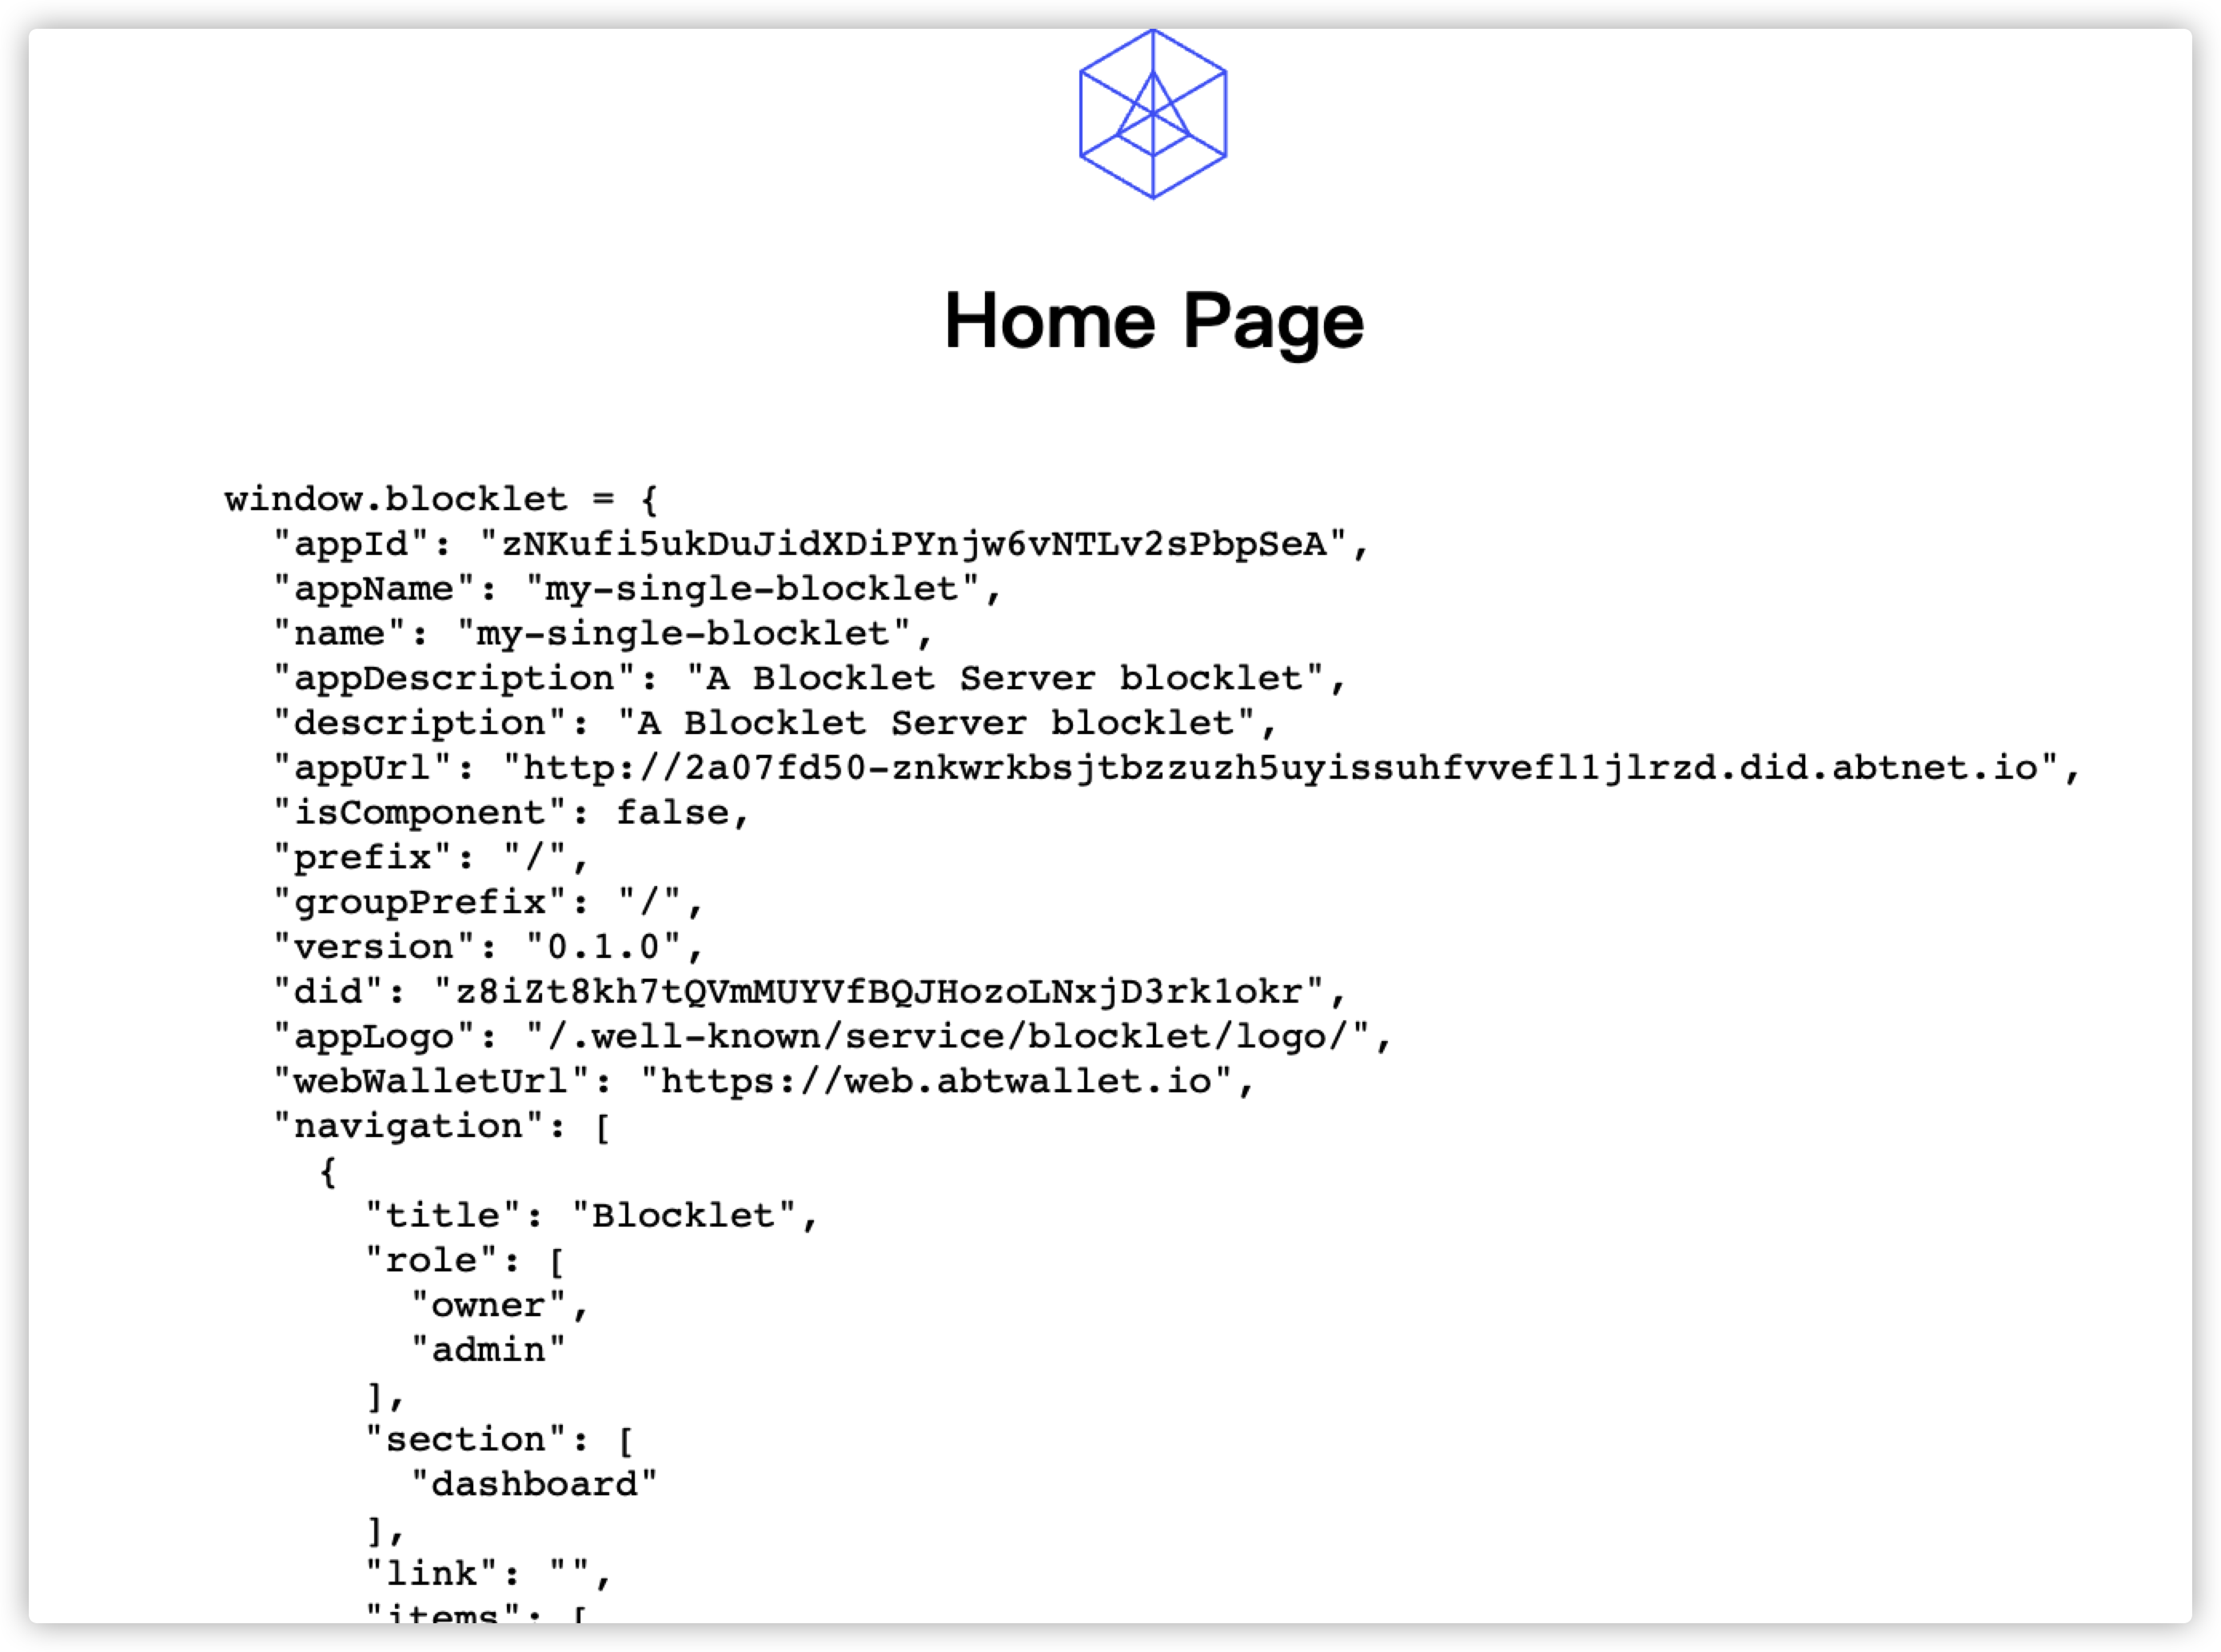 Home Page
window.blocklet = {
"appId": "zNKufi5ukDuJidXDiPYnjw6vNTLv2sPbpSeA",
"appName": "my-single-blocklet",
"name": "my-single-blocklet",
"appDescription": "A Blocklet Server blocklet",
"description": "A Blocklet Server blocklet",
"appUrl": "http://2a07fd50-znkwrkbsjtbzzuzh5uyissuhfvvefl1jlrzd.did.abtnet.io",
"isComponent": false,
"prefix": "/",
"groupPrefix": "/",
"version": "0.1.0",
"did": "z8iZt8kh7tQVmMUYVfBQJHozoLNxjD3rk1okr",
"appLogo": "/.well-known/service/blocklet/logo/",
"webWalletUrl": "https://web.abtwallet.io",
"navigation": [
{
"title": "Blocklet",
"role": [
"owner",
"admin"
],
"section": [
"dashboard"
],
"link": "",
"items": [